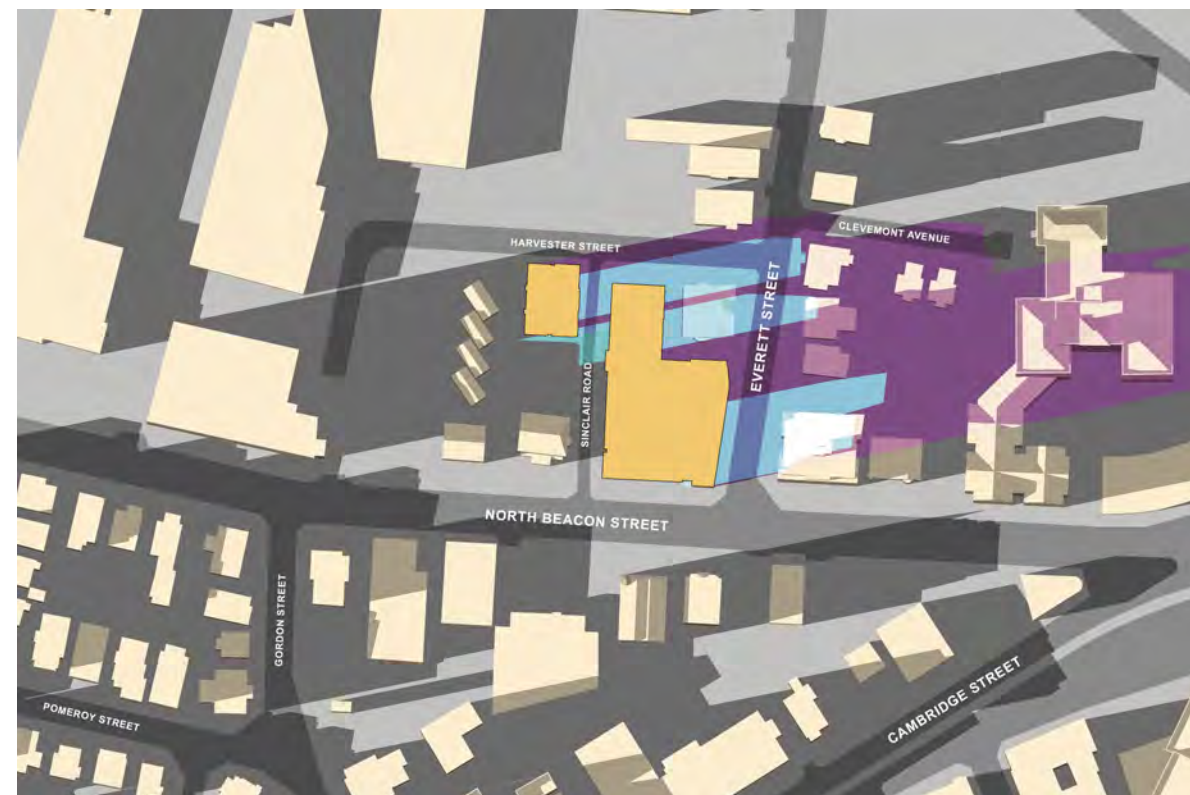 CLEVEMONT AVENUE
HARVESTER STREET
EVERETT STREET
SINCLAIR ROAD
NORTH BEACON STREET
GORDON STREET
CAMBRIDGE STREET
POMEROY STREET